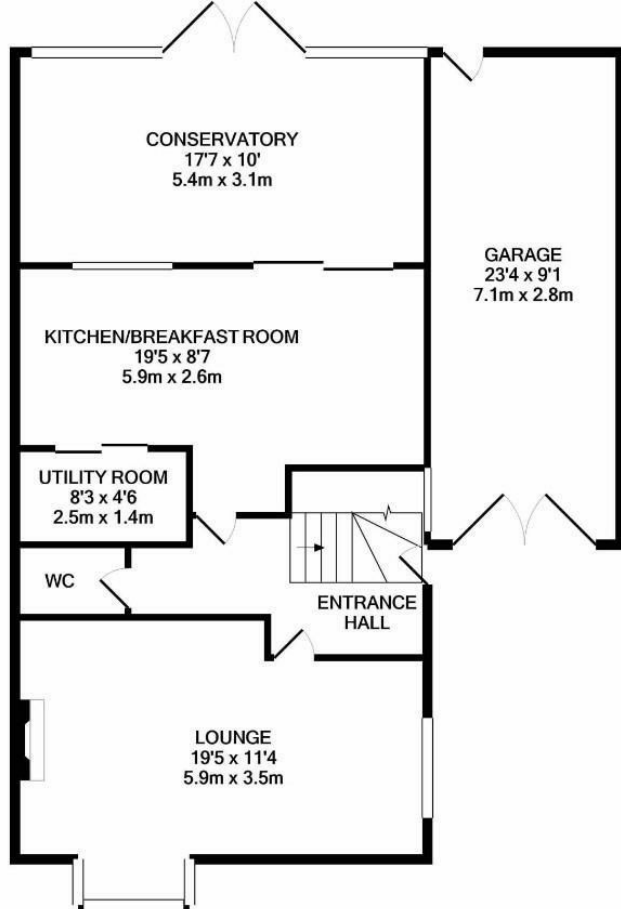 CONSERVATORY
17'7 x 10'
5.4m x 3.1m
GARAGE
23'4 x 9'1
7.1m x 2.8m
KITCHEN/BREAKFAST ROOM
19'5 x 8'7
5.9m x 2.6m
UTILITY ROOM
8'3 x 4'6
2.5m x 1.4m
WC
ENTRANCE
HALL
LOUNGE
19'5 x 11'4
5.9m x 3.5m